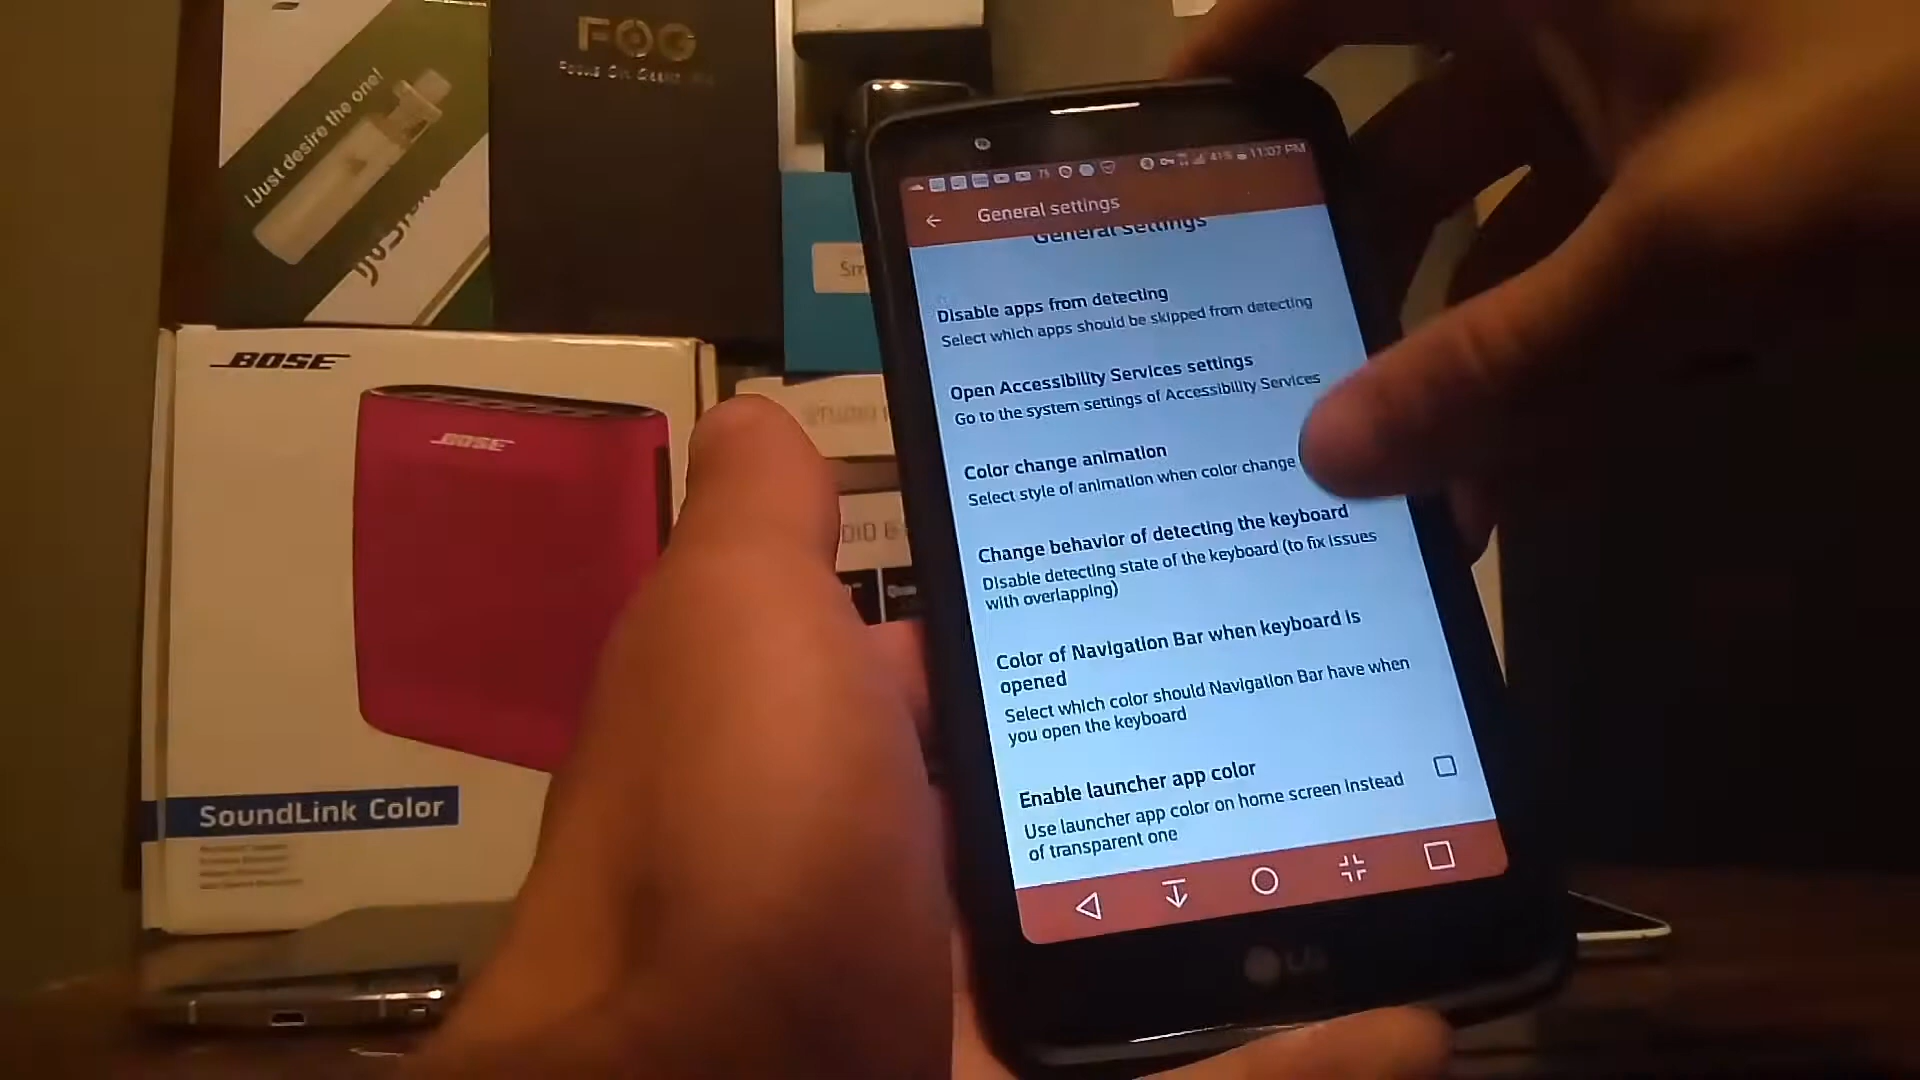 iJust desire the one!
FOG
BOSE
BOSE
SoundLink Color
41%
11:07 PM
General settings
General settings
Disable apps from detecting
Select which apps should be skipped from detecting
Open Accessibility Services settings
Go to the system settings of Accessibility Services
Color change animation
Select style of animation when color change
Change behavior of detecting the keyboard
Disable detecting state of the keyboard (to fix issues
with overlapping)
Color of Navigation Bar when keyboard is
opened
Select which color should Navigation Bar have when
you open the keyboard
Enable launcher app color
Use launcher app color on home screen instead
of transparent one
LG